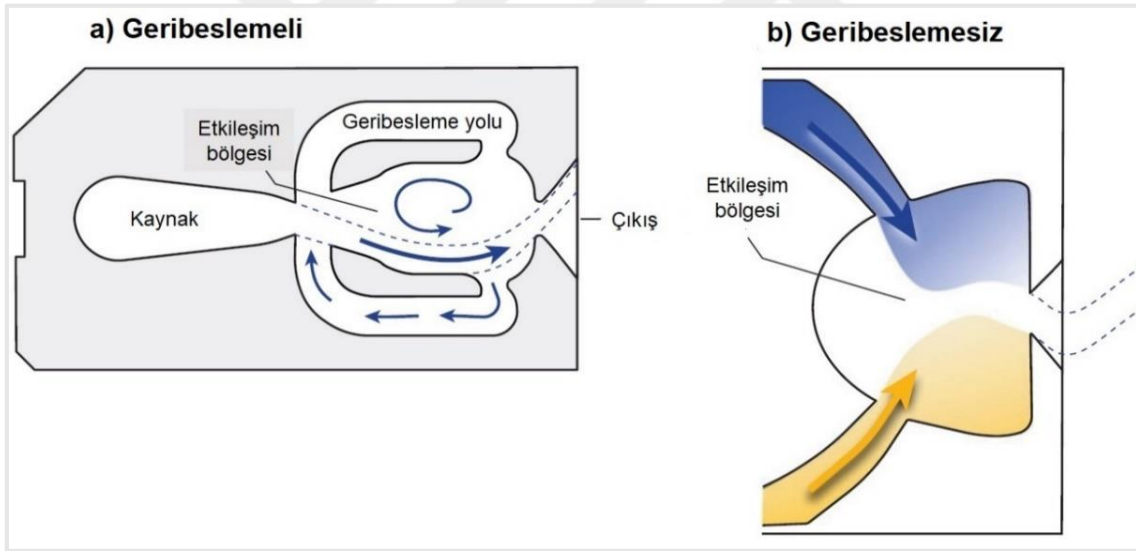 a) Geribeslemeli
Etkileşim
bölgesi
Geribesleme yolu
Kaynak
Çıkış
b) Geribeslemesiz
Etkileşim
bölgesi